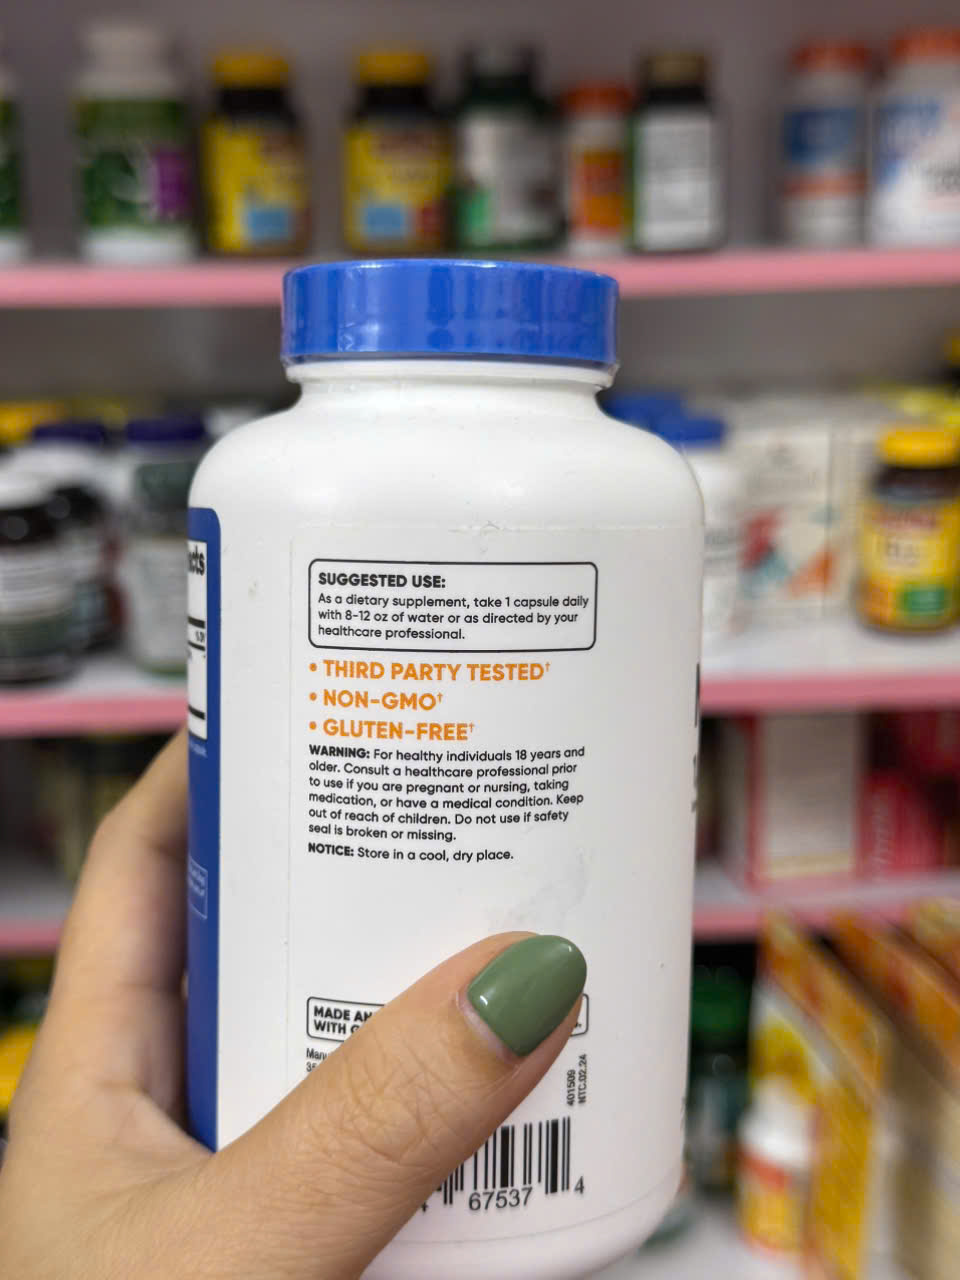 SUGGESTED USE:
As a dietary supplement, take 1 capsule daily
with 8-12 oz of water or as directed by your
healthcare professional.
• THIRD PARTY TESTED†
• NON-GMO†
• GLUTEN-FREE†
WARNING: For healthy individuals 18 years and
older. Consult a healthcare professional prior
to use if you are pregnant or nursing, taking
medication, or have a medical condition. Keep
out of reach of children. Do not use if safety
seal is broken or missing.
NOTICE: Store in a cool, dry place.
MADE
WITH
401509
NTC.02.24
67537 4